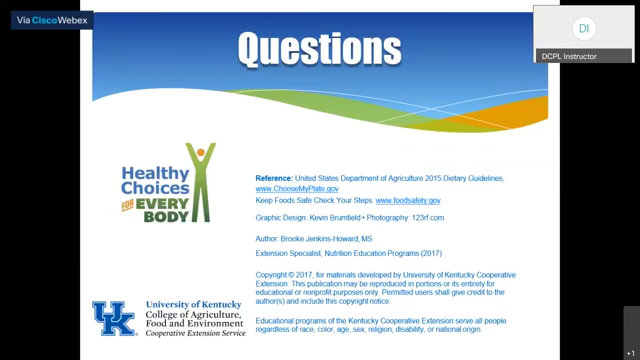 Via Cisco Webex
DI
DCPL Instructor
Questions
Healthy
Choices
FOR EVERY
BODY
Reference: United States Department of Agriculture 2015 Dietary Guidelines,
www.ChooseMyPlate.gov
Keep Foods Safe Check Your Steps. www.foodsafety.gov
Graphic Design: Kevin Brumfield • Photography: 123rf.com
Author: Brooke Jenkins-Howard, MS
Extension Specialist, Nutrition Education Programs (2017)
Copyright © 2017, for materials developed by University of Kentucky Cooperative
Extension. This publication may be reproduced in portions or its entirety for
educational or nonprofit purposes only. Permitted users shall give credit to the
author(s) and include this copyright notice.
Educational programs of the Kentucky Cooperative Extension serve all people
regardless of race, color, age, sex, religion, disability, or national origin.
UK
University of Kentucky
College of Agriculture,
Food and Environment
Cooperative Extension Service
+1